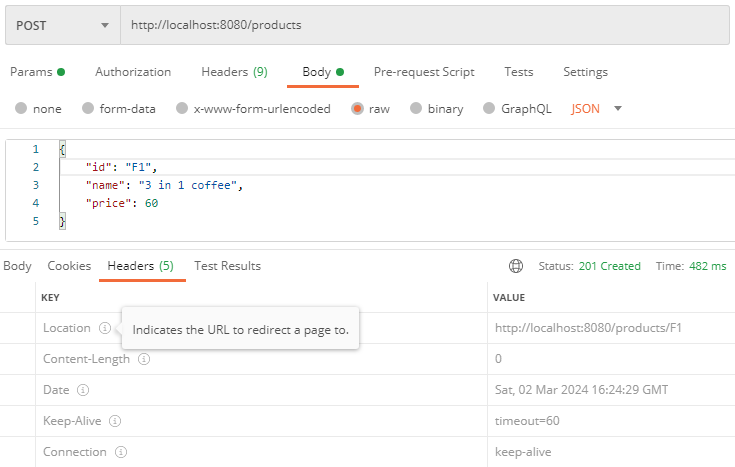 POST http://localhost:8080/products
Params Authorization Headers (9) Body Pre-request Script Tests Settings
none form-data x-www-form-urlencoded raw binary GraphQL JSON
1 {
2 "id": "F1",
3 "name": "3 in 1 coffee",
4 "price": 60
5 }
Body Cookies Headers (5) Test Results Status: 201 Created Time: 482 ms
KEY VALUE
Location Indicates the URL to redirect a page to. http://localhost:8080/products/F1
Content-Length 0
Date Sat, 02 Mar 2024 16:24:29 GMT
Keep-Alive timeout=60
Connection keep-alive